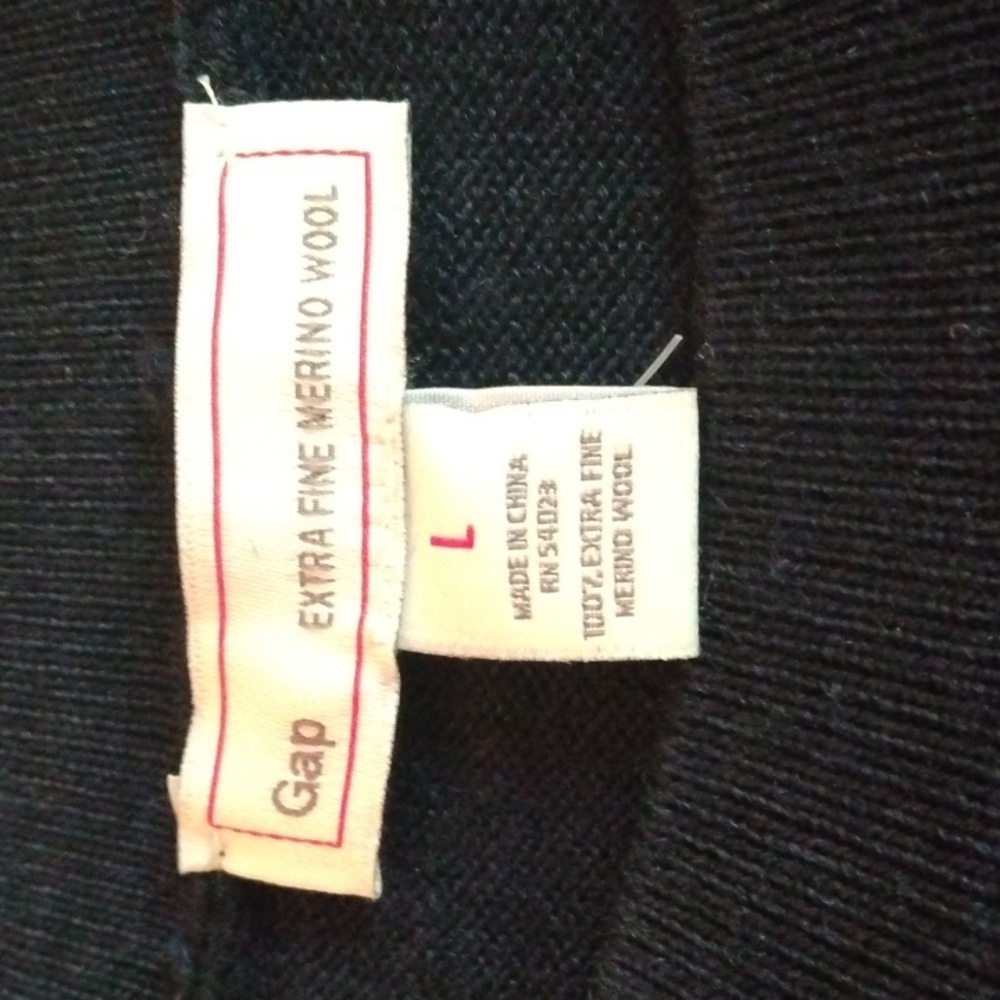 Gap EXTRA FINE MERINO WOOL
L
MADE IN CHINA
RN 54023
100% EXTRA FINE
MERINO WOOL